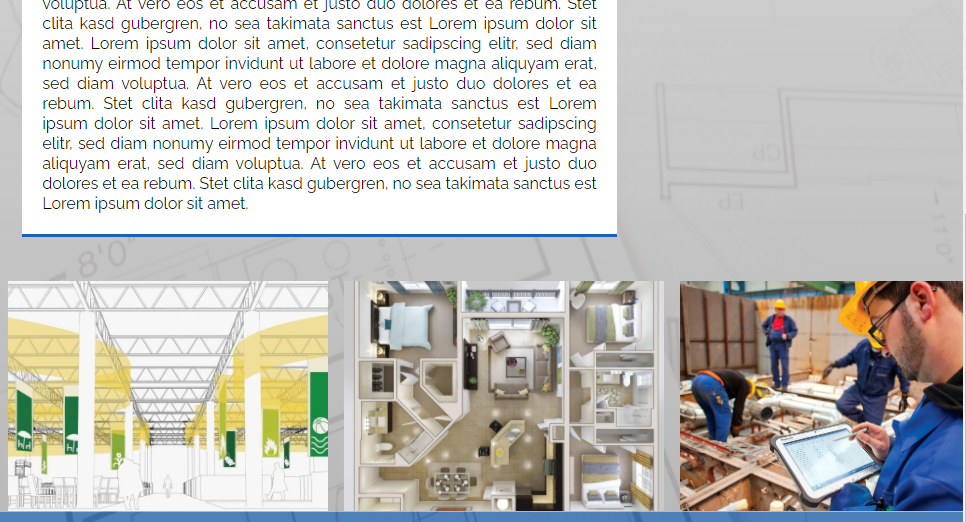 voluptua. At vero eos et accusam et justo duo dolores et ea rebum. Stet
clita kasd gubergren, no sea takimata sanctus est Lorem ipsum dolor sit
amet. Lorem ipsum dolor sit amet, consetetur sadipscing elitr, sed diam
nonumy eirmod tempor invidunt ut labore et dolore magna aliquyam erat,
sed diam voluptua. At vero eos et accusam et justo duo dolores et ea
rebum. Stet clita kasd gubergren, no sea takimata sanctus est Lorem
ipsum dolor sit amet. Lorem ipsum dolor sit amet, consetetur sadipscing
elitr, sed diam nonumy eirmod tempor invidunt ut labore et dolore magna
aliquyam erat, sed diam voluptua. At vero eos et accusam et justo duo
dolores et ea rebum. Stet clita kasd gubergren, no sea takimata sanctus est
Lorem ipsum dolor sit amet.
8'0"
CP
EP
11'0"